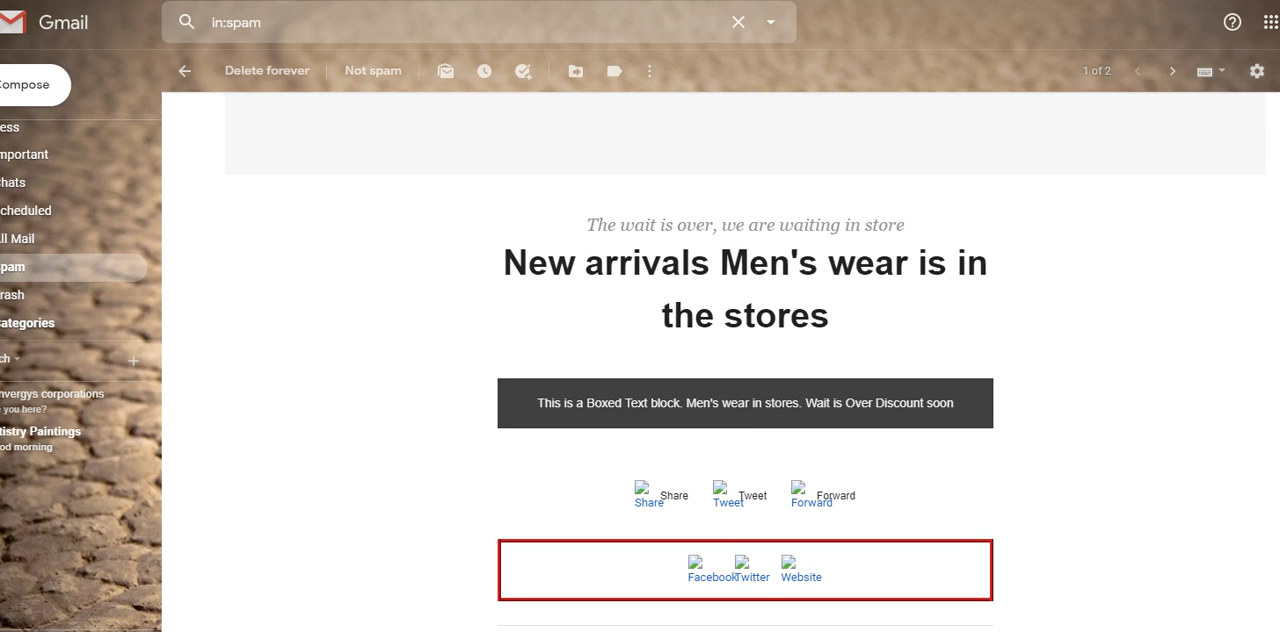 Gmail
in:spam
Compose
Delete forever
Not spam
1 of 2
ess
mportant
hats
cheduled
ll Mail
pam
rash
ategories
ch
nvergys corporations
e you here?
tistry Paintings
od morning
The wait is over, we are waiting in store
New arrivals Men's wear is in
the stores
This is a Boxed Text block. Men's wear in stores. Wait is Over Discount soon
Share Share Tweet Tweet Forward Forward
Facebook Twitter Website